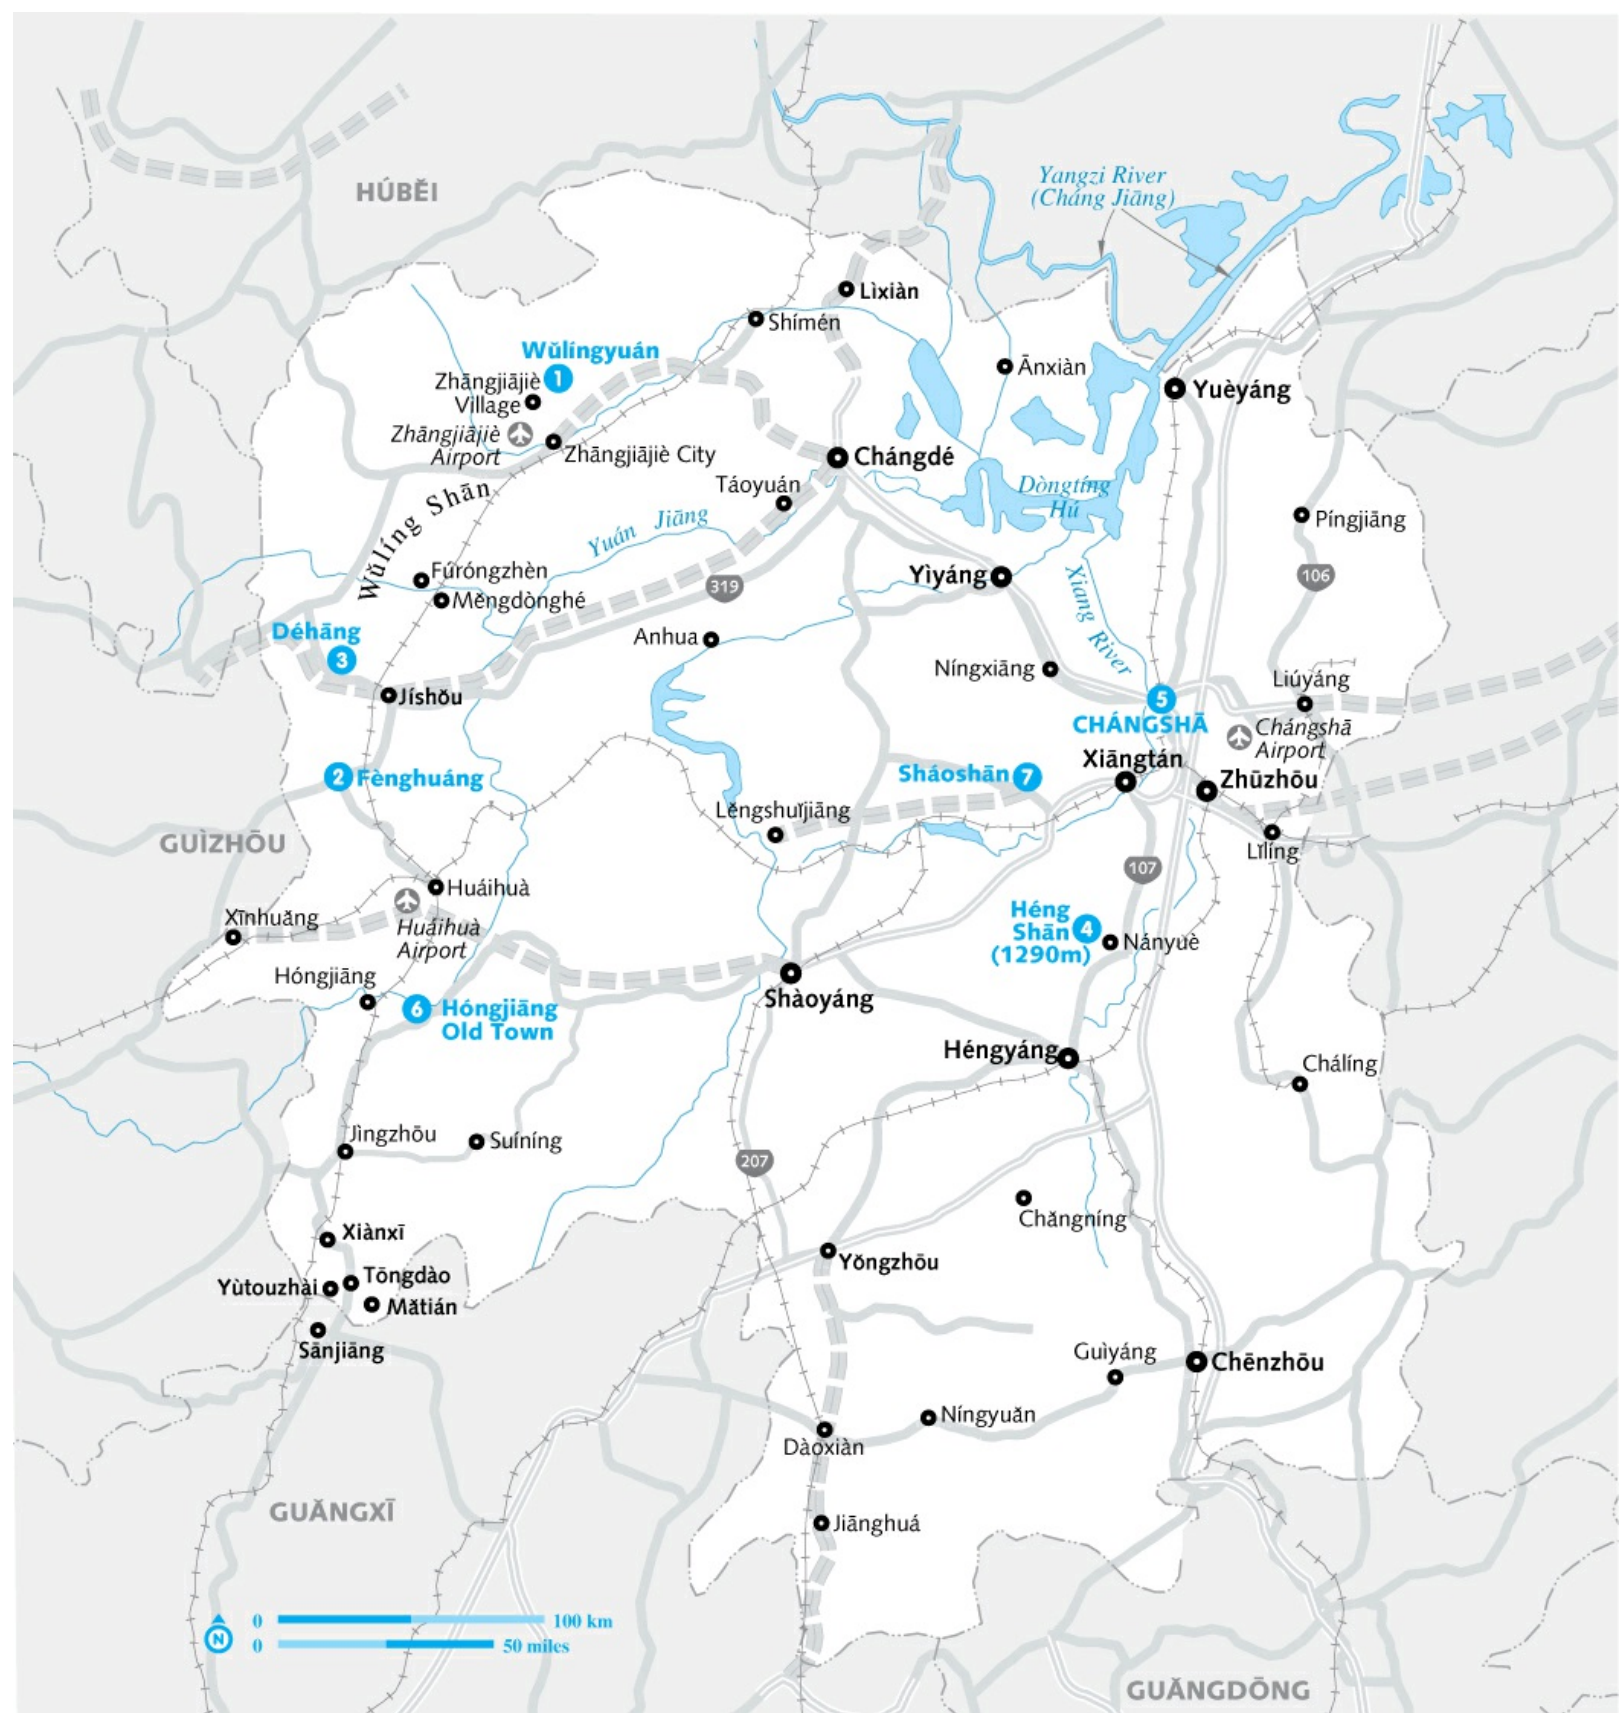 HÚBĚI
Yangzi River
(Cháng Jiāng)
Lìxiàn
Shímén
Wǔlíngyuán
1
Zhāngjiājiè
Village
Ānxiàn
Yuèyáng
Zhāngjiājiè
Airport
Zhāngjiājiè City
Chángdé
Táoyuán
Dòngtíng
Hú
Wǔlíng Shān
Yuán Jiāng
Píngjiāng
Fúróngzhèn
Měngdònghé
319
Yìyáng
106
Xiang River
Déhāng
3
Anhua
Níngxiāng
Jíshǒu
Liúyáng
5
CHÁNGSHĀ
Chángshā
Airport
Xiāngtán
2
Fènghuáng
Sháoshān
7
Zhūzhōu
Lěngshuǐjiāng
GUÌZHŌU
Lǐlíng
107
Huáihuà
Huáihuà
Airport
Xīnhuǎng
Héng
Shān
(1290m)
4
Nányuè
Hóngjiāng
6
Hóngjiāng
Old Town
Shàoyáng
Héngyáng
Chálíng
Jìngzhōu
Suíníng
207
Chǎngníng
Xiànxī
Yǒngzhōu
Yùtouzhài
Tōngdào
Mǎtián
Sānjiāng
Guìyáng
Chēnzhōu
Níngyuǎn
Dàoxiàn
GUǍNGXĪ
Jiānghuá
0
100 km
N
0
50 miles
GUǍNGDŌNG